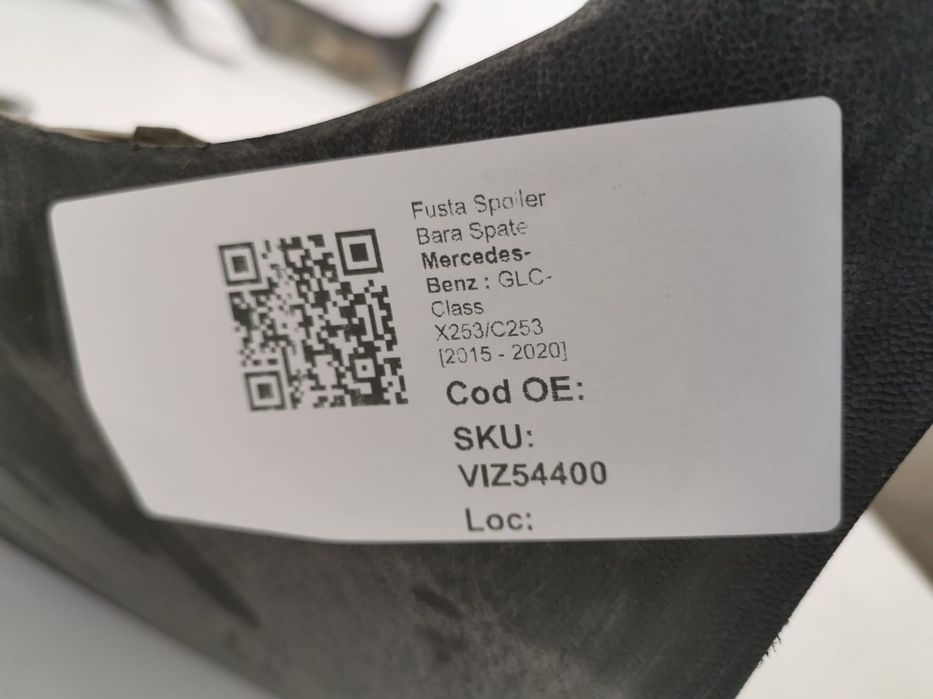 Fusta Spoiler
Bara Spate
Mercedes-
Benz : GLC-
Class
X253/C253
[2015 - 2020]
Cod OE:
SKU:
VIZ54400
Loc: